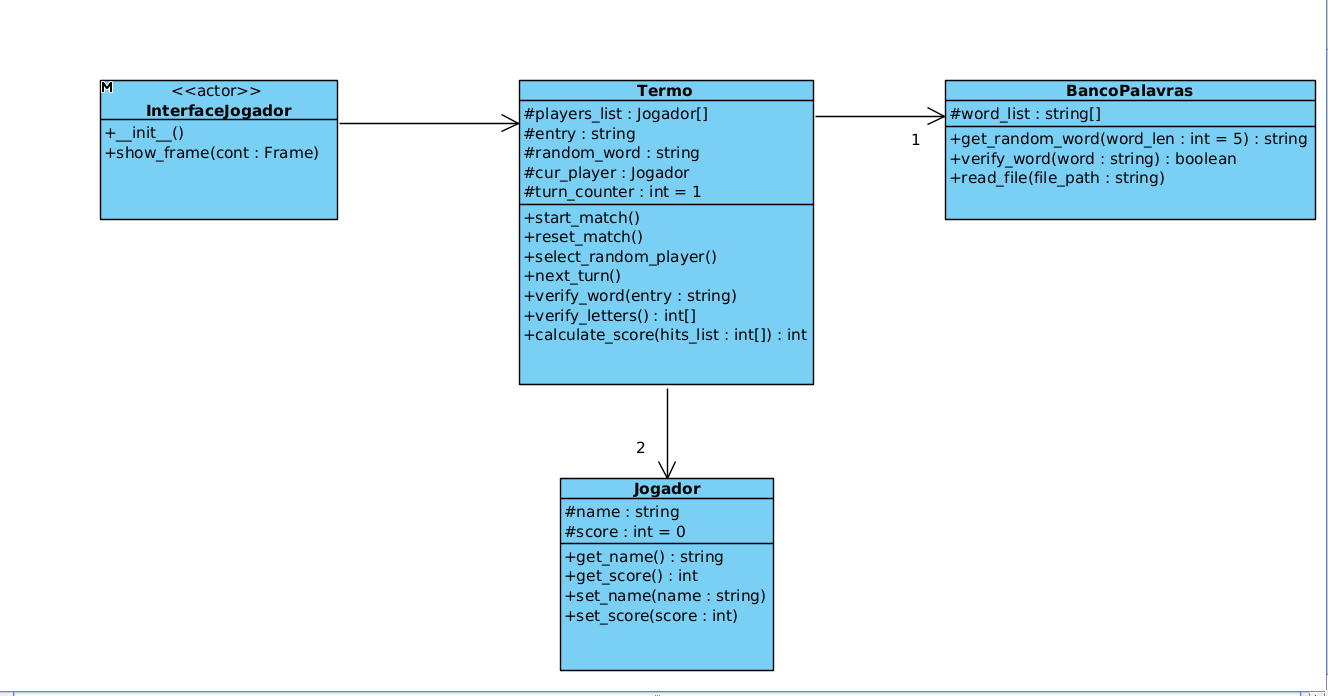 M
<<actor>>
InterfaceJogador
+__init__()
+show_frame(cont : Frame)
Termo
#players_list : Jogador[]
#entry : string
#random_word : string
#cur_player : Jogador
#turn_counter : int = 1
+start_match()
+reset_match()
+select_random_player()
+next_turn()
+verify_word(entry : string)
+verify_letters() : int[]
+calculate_score(hits_list : int[]) : int
1
BancoPalavras
#word_list : string[]
+get_random_word(word_len : int = 5) : string
+verify_word(word : string) : boolean
+read_file(file_path : string)
2
Jogador
#name : string
#score : int = 0
+get_name() : string
+get_score() : int
+set_name(name : string)
+set_score(score : int)